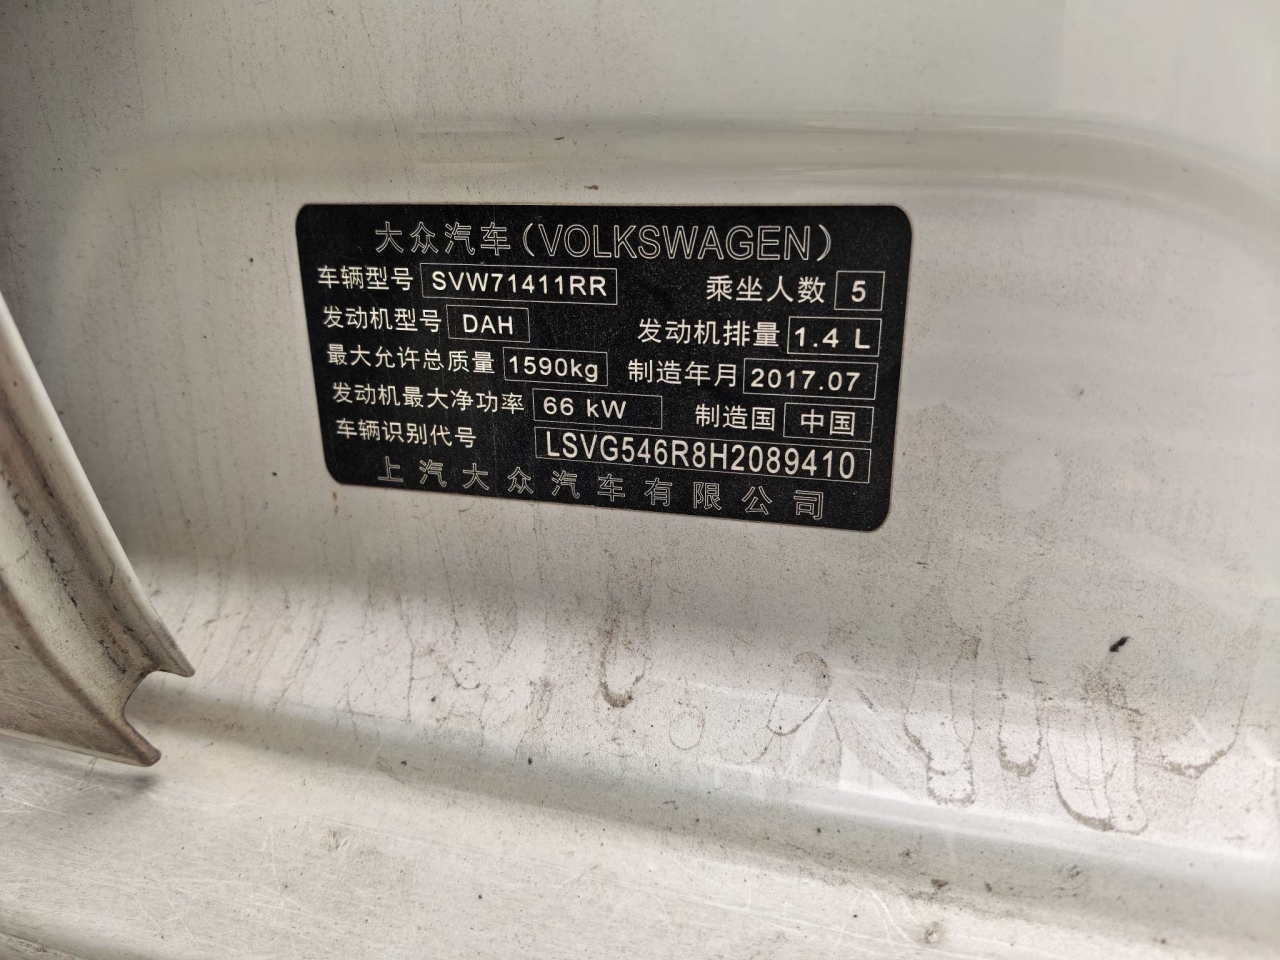 大众汽车(VOLKSWAGEN)
车辆型号 SVW71411RR 乘坐人数 5
发动机型号 DAH 发动机排量 1.4 L
最大允许总质量 1590kg 制造年月 2017.07
发动机最大净功率 66 kW 制造国 中国
车辆识别代号 LSVG546R8H2089410
上汽大众汽车有限公司